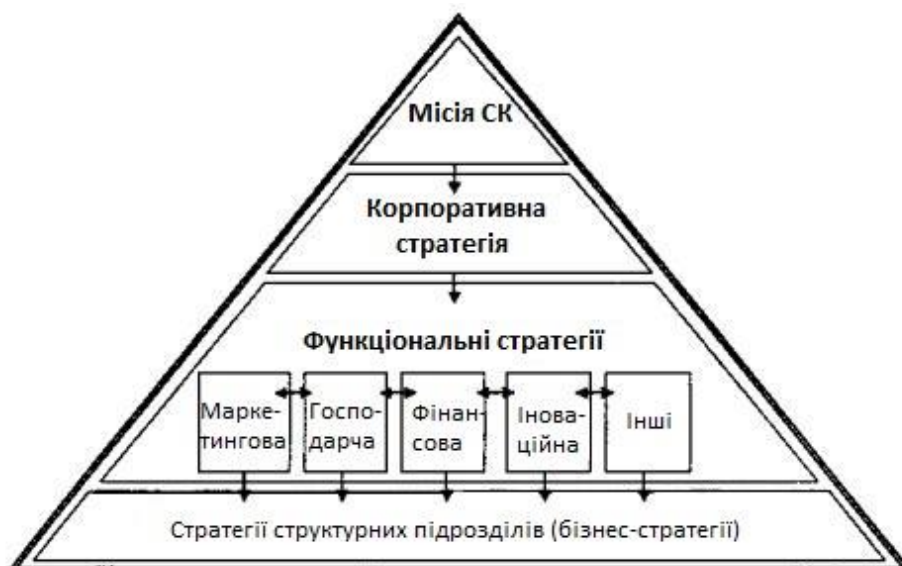 Місія СК
Корпоративна
стратегія
Функціональні стратегії
Марке-
тингова
Госпо-
дарча
Фінан-
сова
Інова-
ційна
Інші
Стратегії структурних підрозділів (бізнес-стратегії)